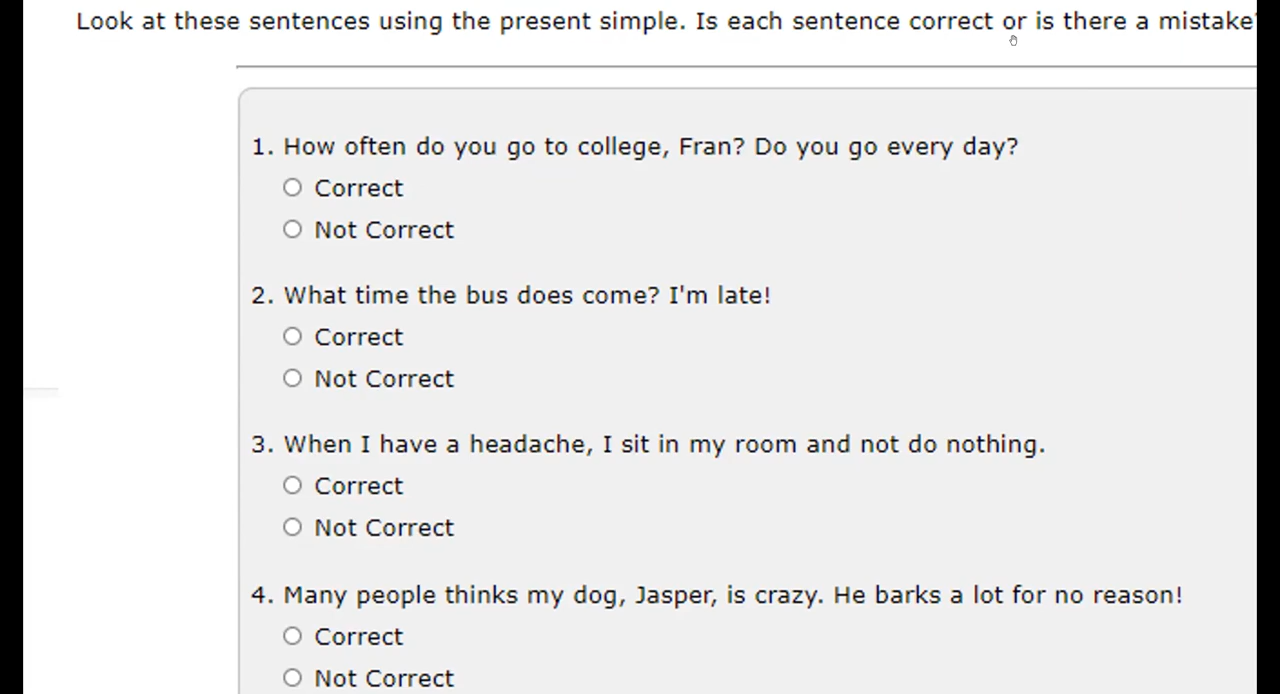 Look at these sentences using the present simple. Is each sentence correct or is there a mistake?
1. How often do you go to college, Fran? Do you go every day?
Correct
Not Correct
2. What time the bus does come? I'm late!
Correct
Not Correct
3. When I have a headache, I sit in my room and not do nothing.
Correct
Not Correct
4. Many people thinks my dog, Jasper, is crazy. He barks a lot for no reason!
Correct
Not Correct